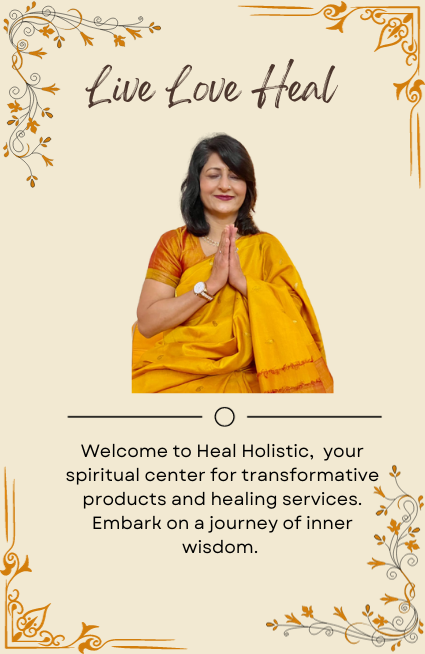 Live Love Heal
Welcome to Heal Holistic, your
spiritual center for transformative
products and healing services.
Embark on a journey of inner
wisdom.